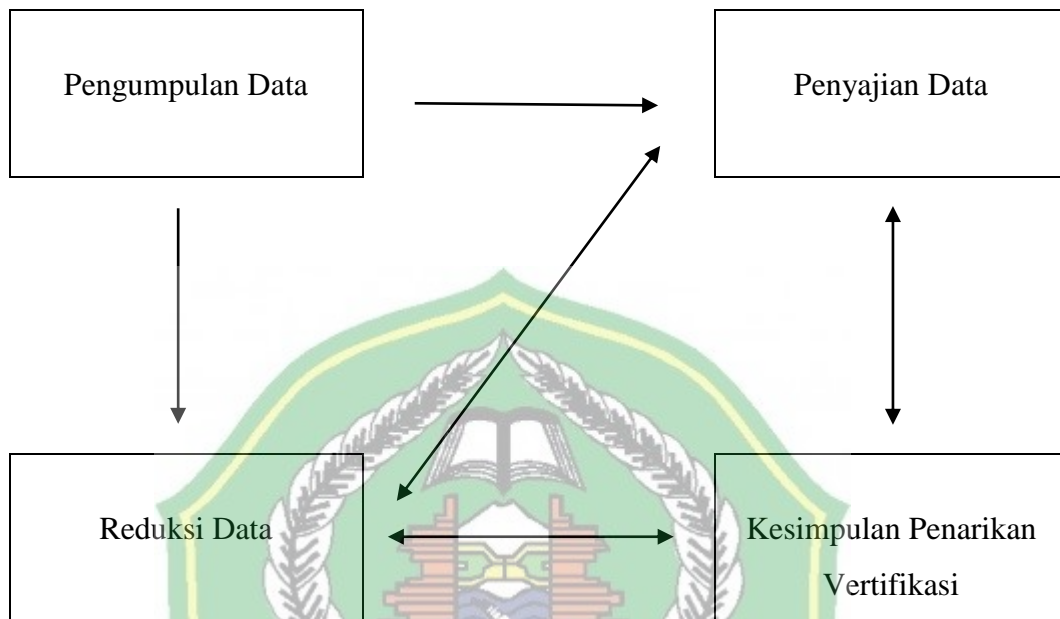 Pengumpulan Data
Penyajian Data
Reduksi Data
Kesimpulan Penarikan
Vertifikasi